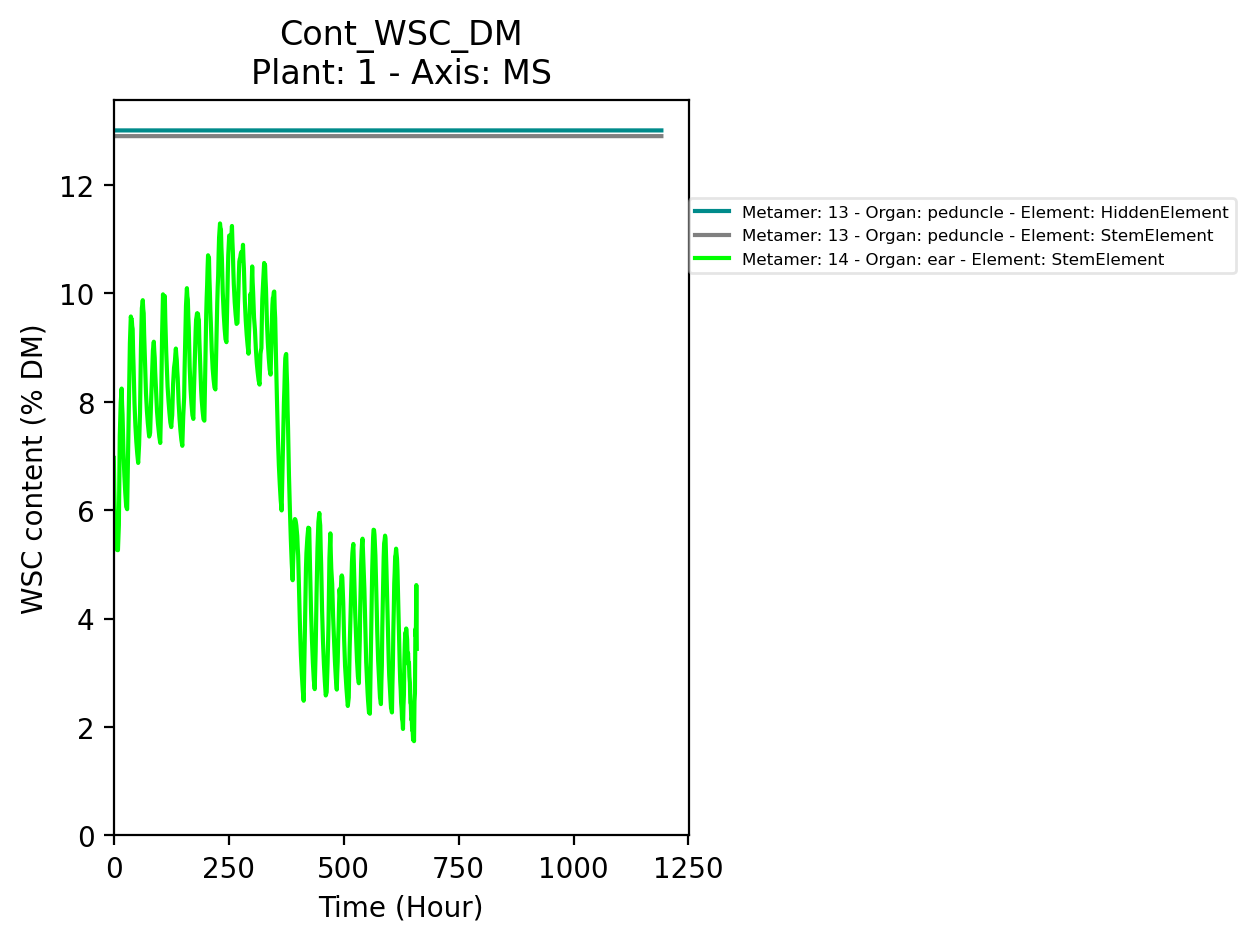 Cont_WSC_DM
Plant: 1 - Axis: MS
12
10
8
6
4
2
0
WSC content (% DM)
0 250 500 750 1000 1250
Time (Hour)
Metamer: 13 - Organ: peduncle - Element: HiddenElement
Metamer: 13 - Organ: peduncle - Element: StemElement
Metamer: 14 - Organ: ear - Element: StemElement